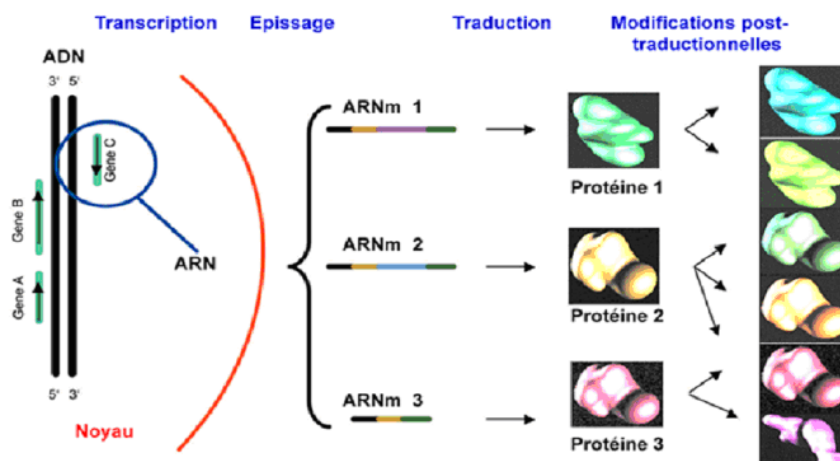 Transcription
Epissage
Traduction
Modifications post-
traductionnelles
ADN
3' 5'
Gene C
Gene B
Gene A
ARN
5' 3'
Noyau
ARNm 1
ARNm 2
ARNm 3
Protéine 1
Protéine 2
Protéine 3